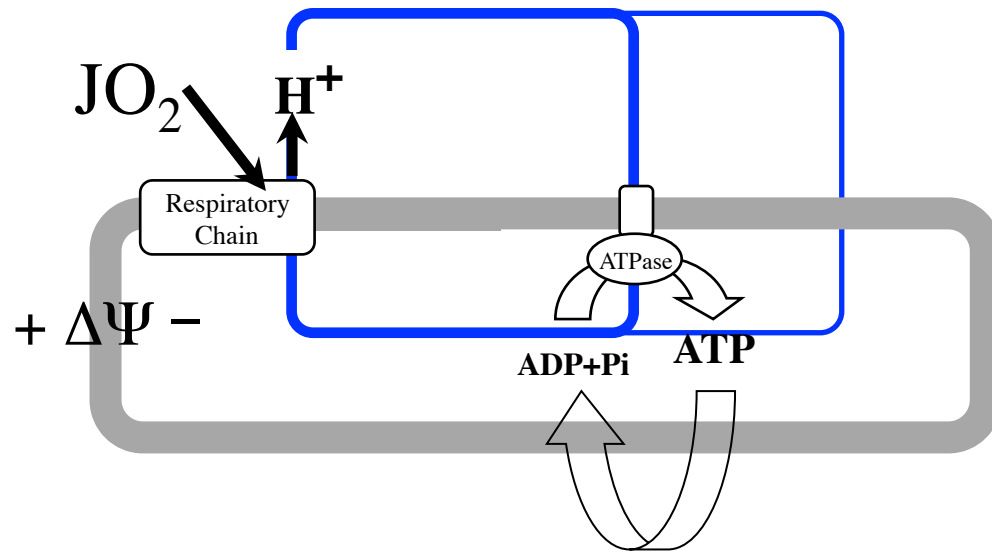 H⁺
JO₂
Respiratory
Chain
ATPase
+ ΔΨ −
ADP+Pi
ATP